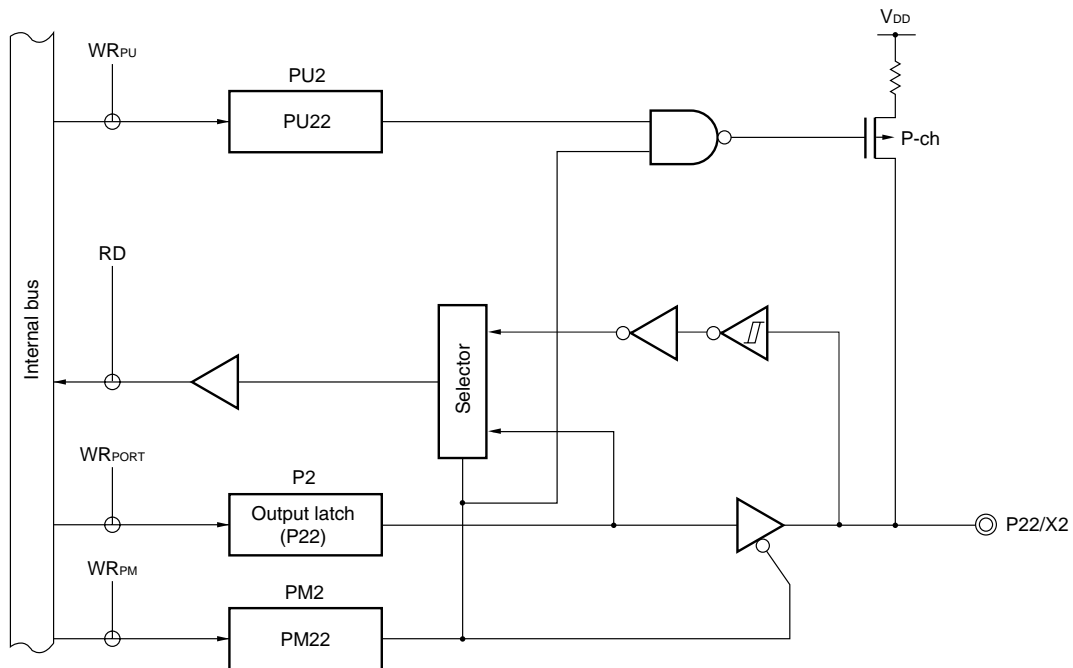 VDD
WRPU
PU2
PU22
P-ch
RD
Internal bus
Selector
WRPORT
P2
Output latch
(P22)
P22/X2
WRPM
PM2
PM22